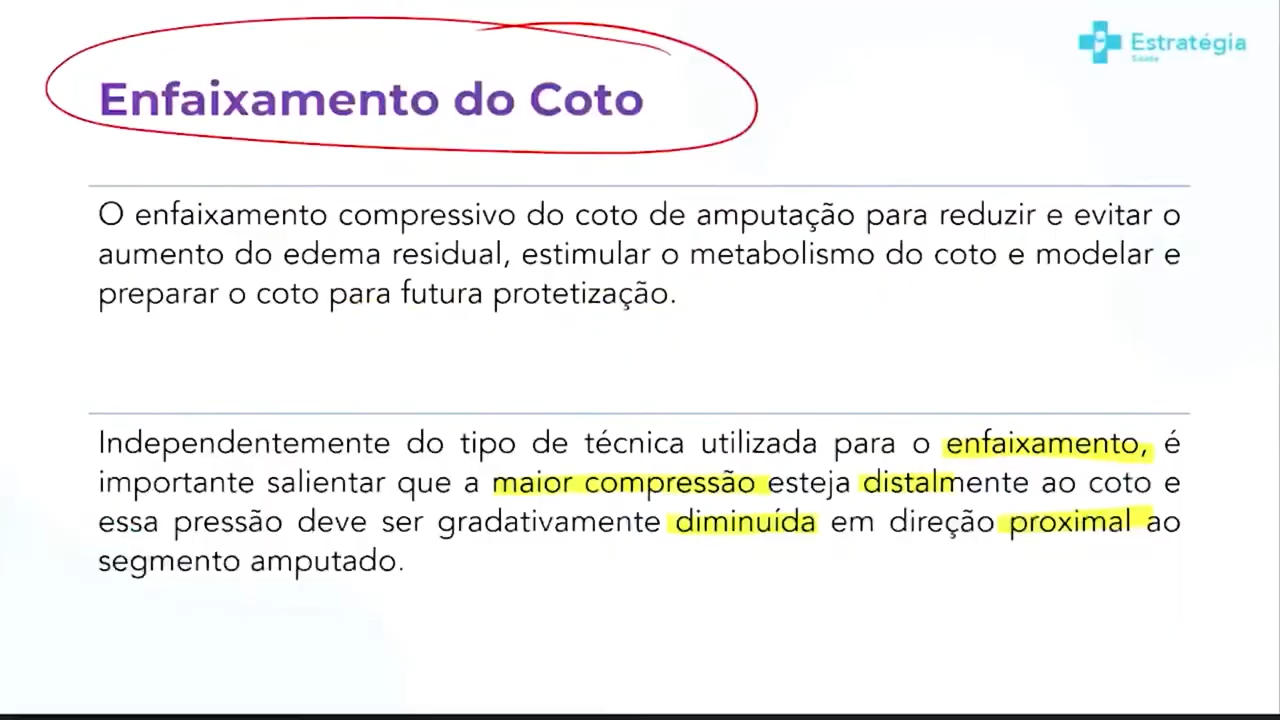 Estratégia
Saúde
Enfaixamento do Coto
O enfaixamento compressivo do coto de amputação para reduzir e evitar o
aumento do edema residual, estimular o metabolismo do coto e modelar e
preparar o coto para futura protetização.
Independentemente do tipo de técnica utilizada para o enfaixamento, é
importante salientar que a maior compressão esteja distalmente ao coto e
essa pressão deve ser gradativamente diminuída em direção proximal ao
segmento amputado.